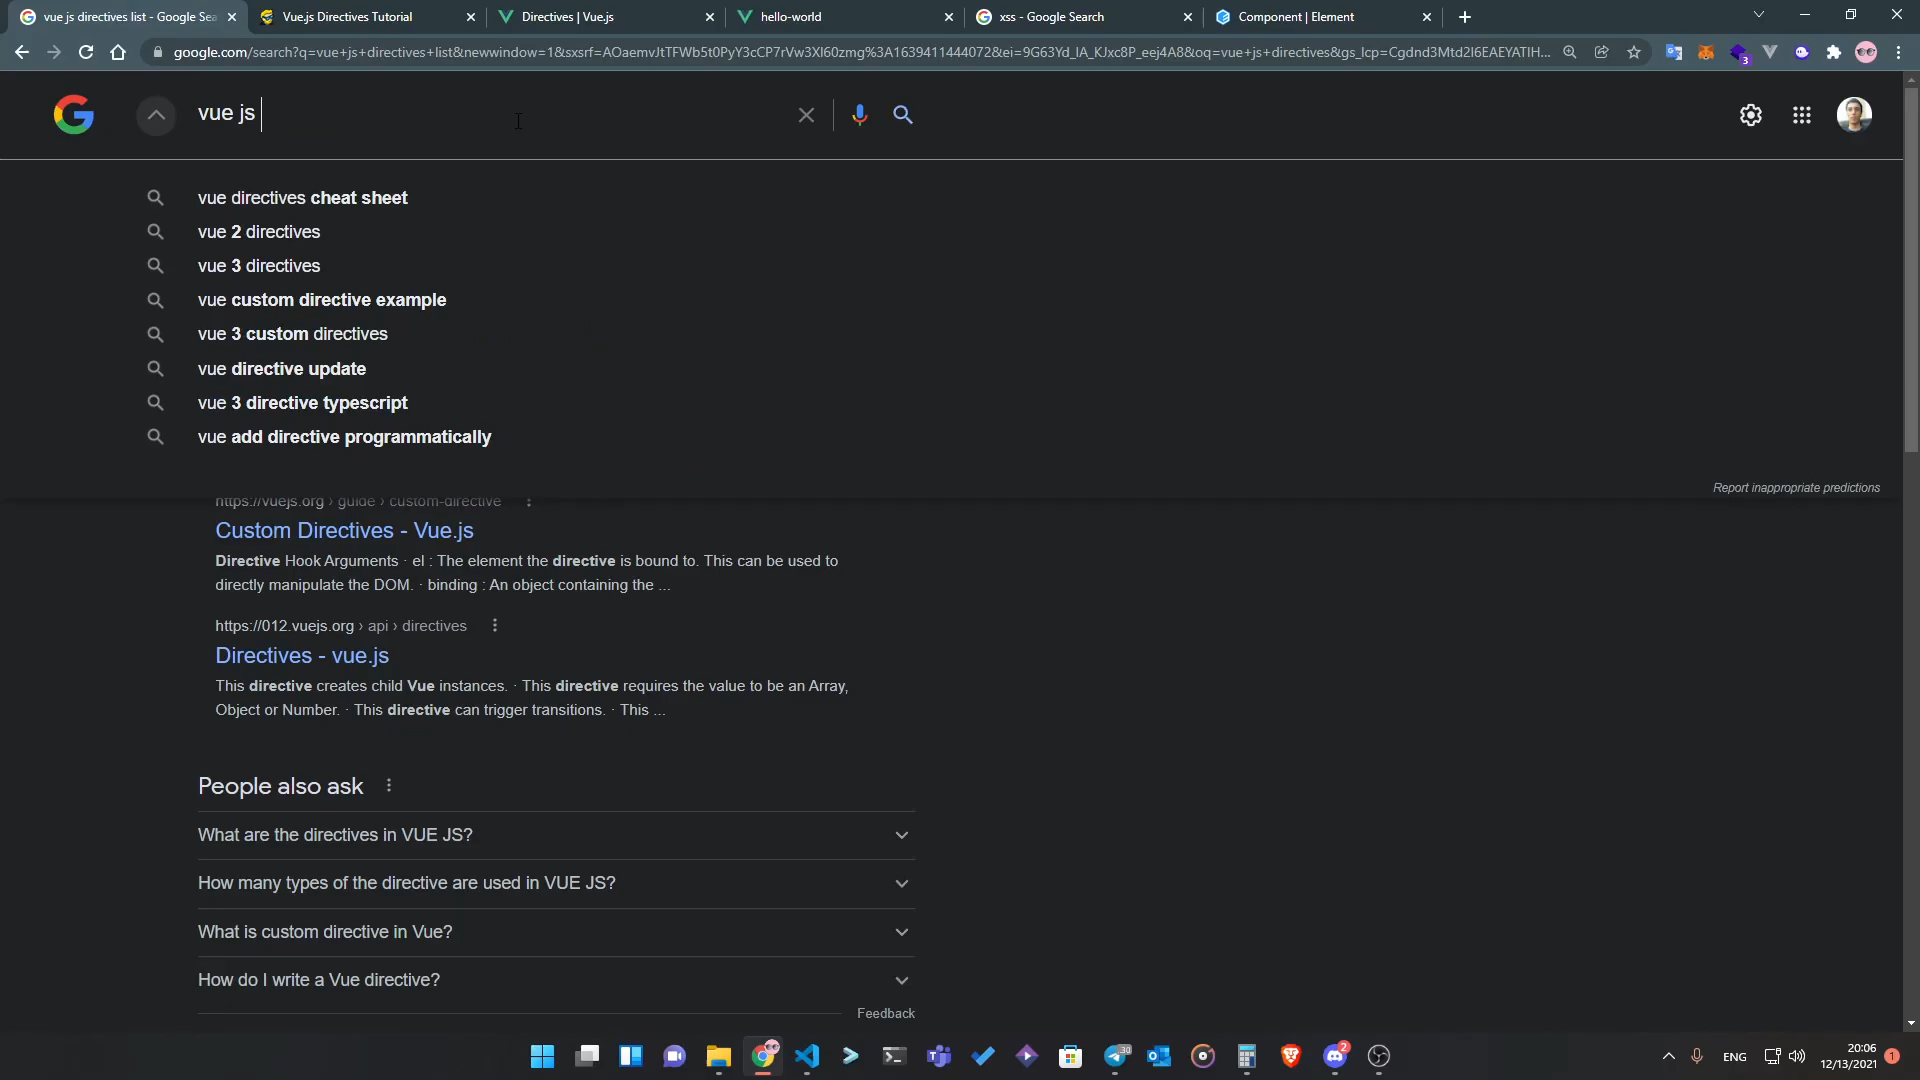 vue js directives list - Google Sea
Vue.js Directives Tutorial
Directives | Vue.js
hello-world
xss - Google Search
Component | Element
google.com/search?q=vue+js+directives+list&newwindow=1&sxsrf=AOaemvJtTFWb5t0PyY3cCP7rVw3Xl60zmg%3A1639411444072&ei=9G63Yd_IA_KJxc8P_eej4A8&oq=vue+js+directives&gs_lcp=Cgdnd3Mtd2l6EAEYATIH...
3
vue js
vue directives cheat sheet
vue 2 directives
vue 3 directives
vue custom directive example
vue 3 custom directives
vue directive update
vue 3 directive typescript
vue add directive programmatically
Report inappropriate predictions
https://vuejs.org › guide › custom-directive
Custom Directives - Vue.js
Directive Hook Arguments · el : The element the directive is bound to. This can be used to
directly manipulate the DOM. · binding : An object containing the ...
https://012.vuejs.org › api › directives
Directives - vue.js
This directive creates child Vue instances. · This directive requires the value to be an Array,
Object or Number. · This directive can trigger transitions. · This ...
People also ask
What are the directives in VUE JS?
How many types of the directive are used in VUE JS?
What is custom directive in Vue?
How do I write a Vue directive?
Feedback
30
2
ENG
20:06
12/13/2021
1